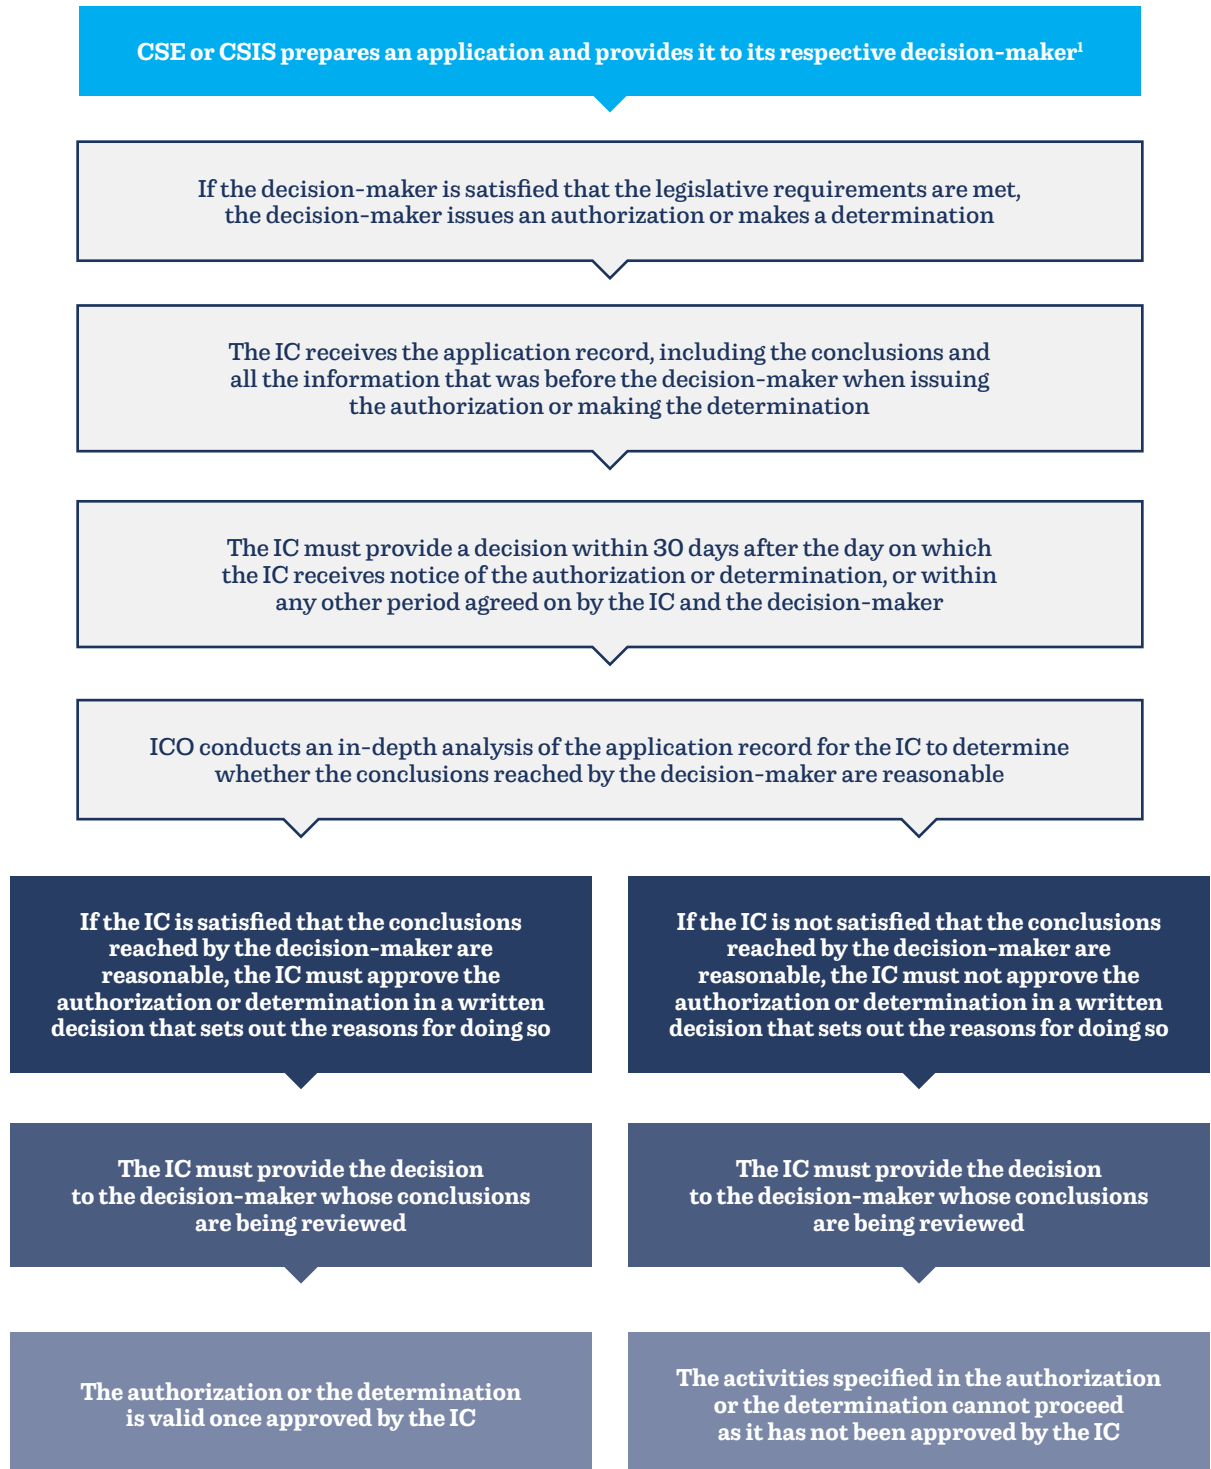 CSE or CSIS prepares an application and provides it to its respective decision-maker¹
If the decision-maker is satisfied that the legislative requirements are met,
the decision-maker issues an authorization or makes a determination
The IC receives the application record, including the conclusions and
all the information that was before the decision-maker when issuing
the authorization or making the determination
The IC must provide a decision within 30 days after the day on which
the IC receives notice of the authorization or determination, or within
any other period agreed on by the IC and the decision-maker
ICO conducts an in-depth analysis of the application record for the IC to determine
whether the conclusions reached by the decision-maker are reasonable
If the IC is satisfied that the conclusions
reached by the decision-maker are
reasonable, the IC must approve the
authorization or determination in a written
decision that sets out the reasons for doing so
If the IC is not satisfied that the conclusions
reached by the decision-maker are
reasonable, the IC must not approve the
authorization or determination in a written
decision that sets out the reasons for doing so
The IC must provide the decision
to the decision-maker whose conclusions
are being reviewed
The IC must provide the decision
to the decision-maker whose conclusions
are being reviewed
The authorization or the determination
is valid once approved by the IC
The activities specified in the authorization
or the determination cannot proceed
as it has not been approved by the IC